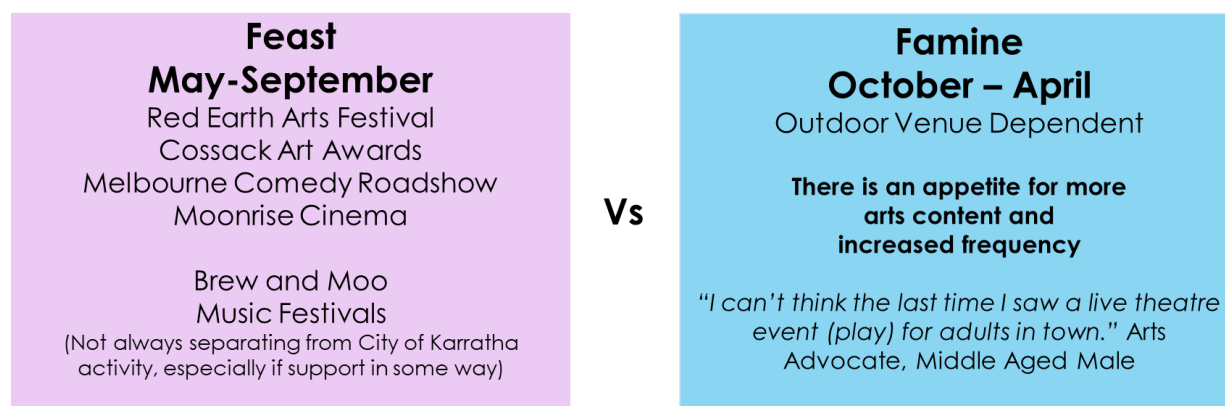 Feast
May-September
Red Earth Arts Festival
Cossack Art Awards
Melbourne Comedy Roadshow
Moonrise Cinema
Brew and Moo
Music Festivals
(Not always separating from City of Karratha
activity, especially if support in some way)
Vs
Famine
October – April
Outdoor Venue Dependent
There is an appetite for more
arts content and
increased frequency
“I can’t think the last time I saw a live theatre
event (play) for adults in town.” Arts
Advocate, Middle Aged Male